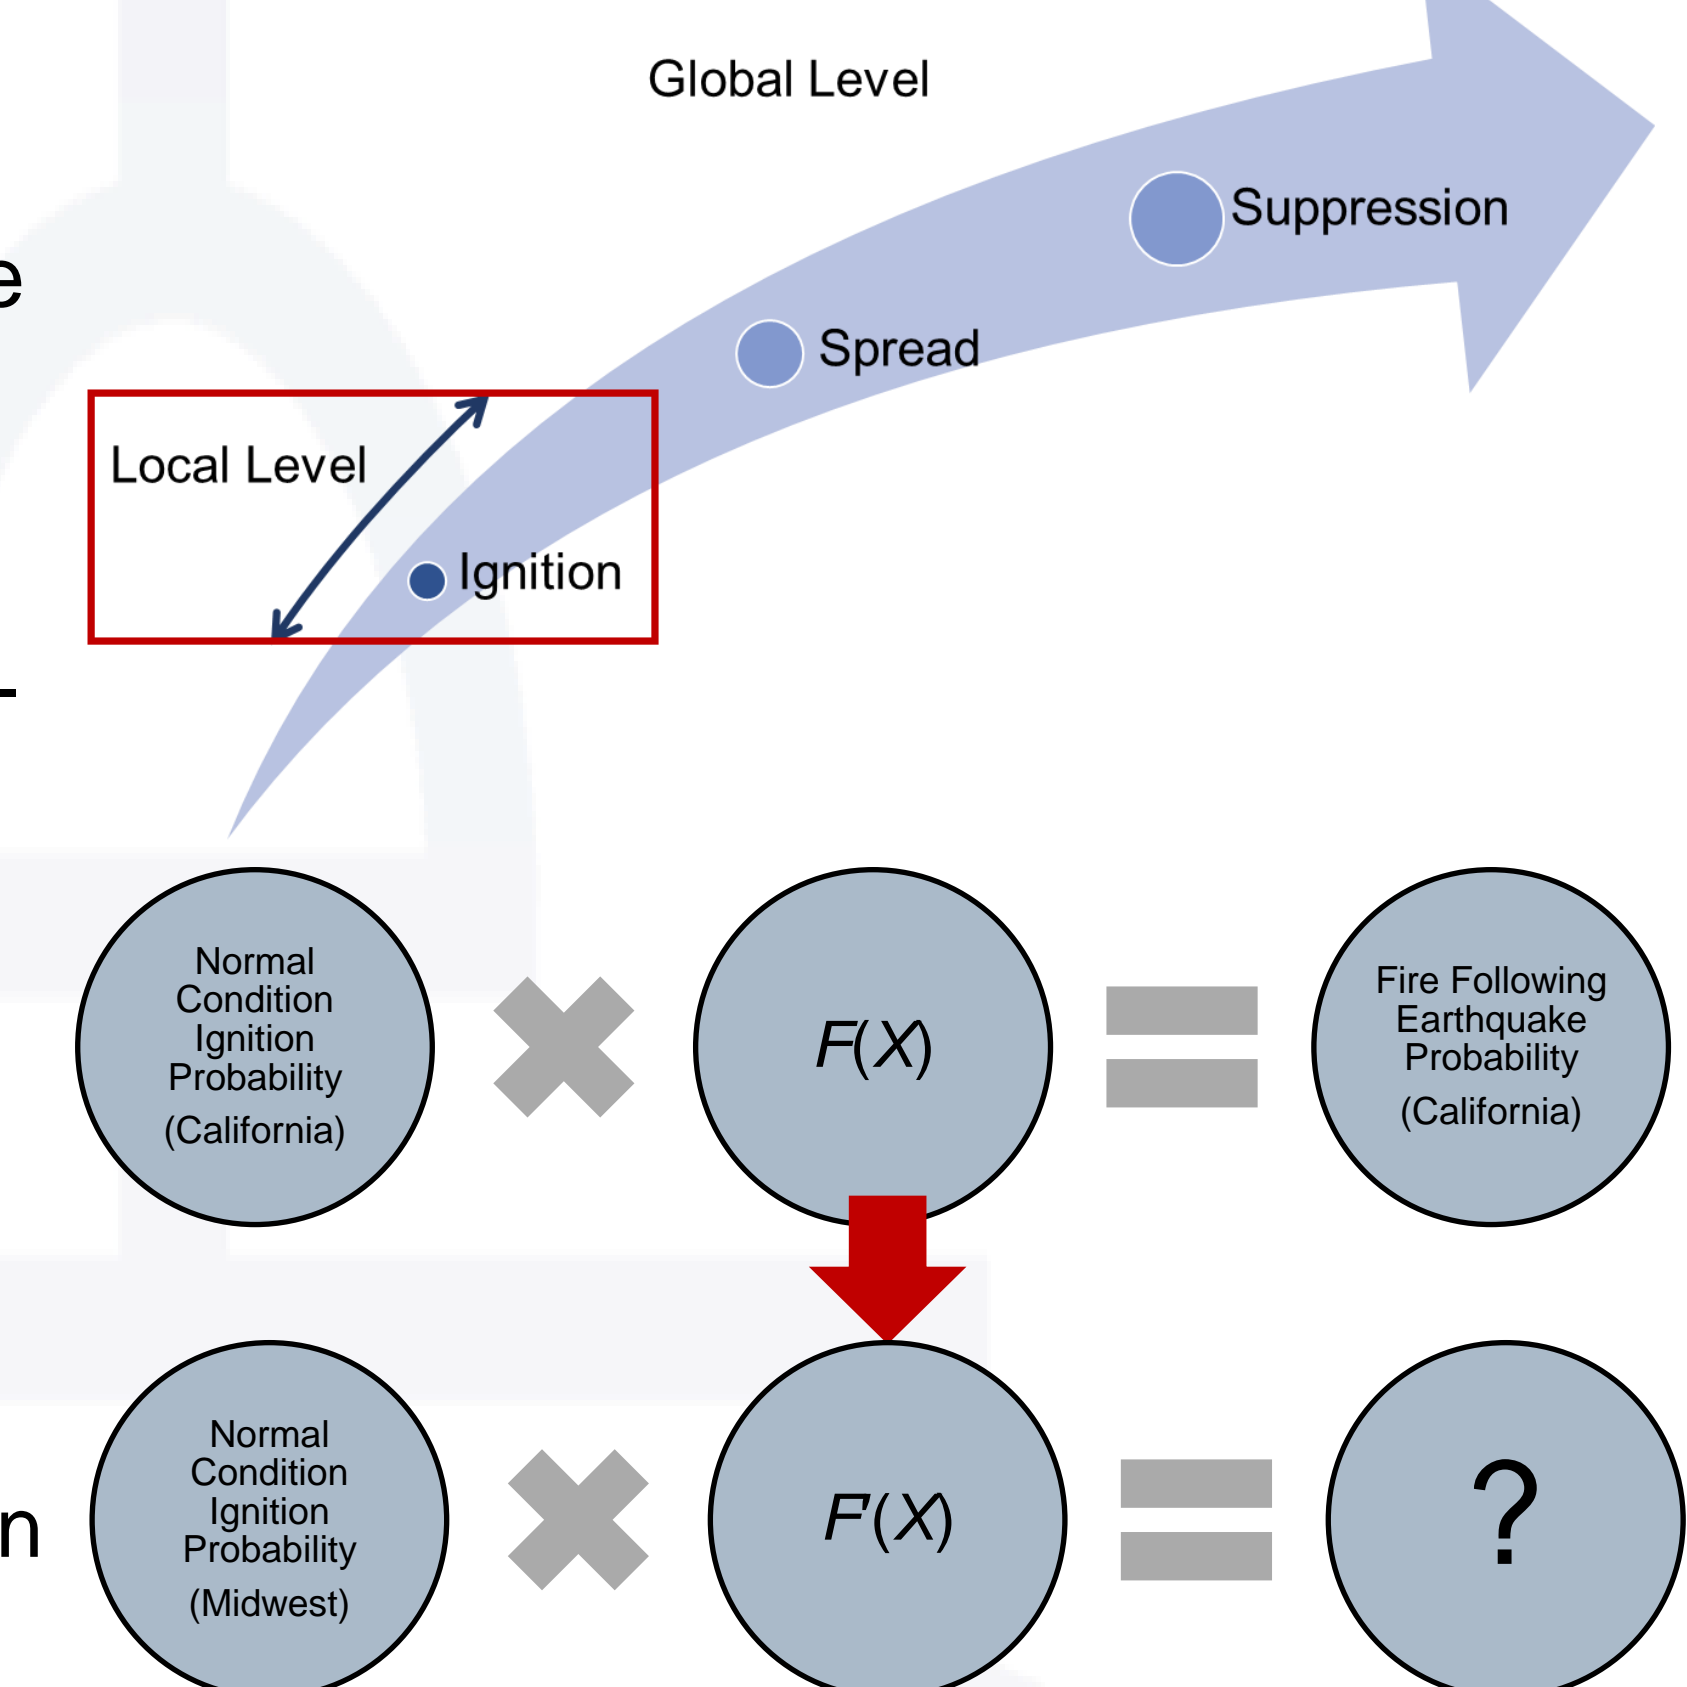 Global Level
Suppression
e
Spread
Local Level
Ignition
-
Normal
Condition
Ignition
Probability
(California)
F(X)
Fire Following
Earthquake
Probability
(California)
Normal
Condition
Ignition
Probability
(Midwest)
F'(X)
?
n